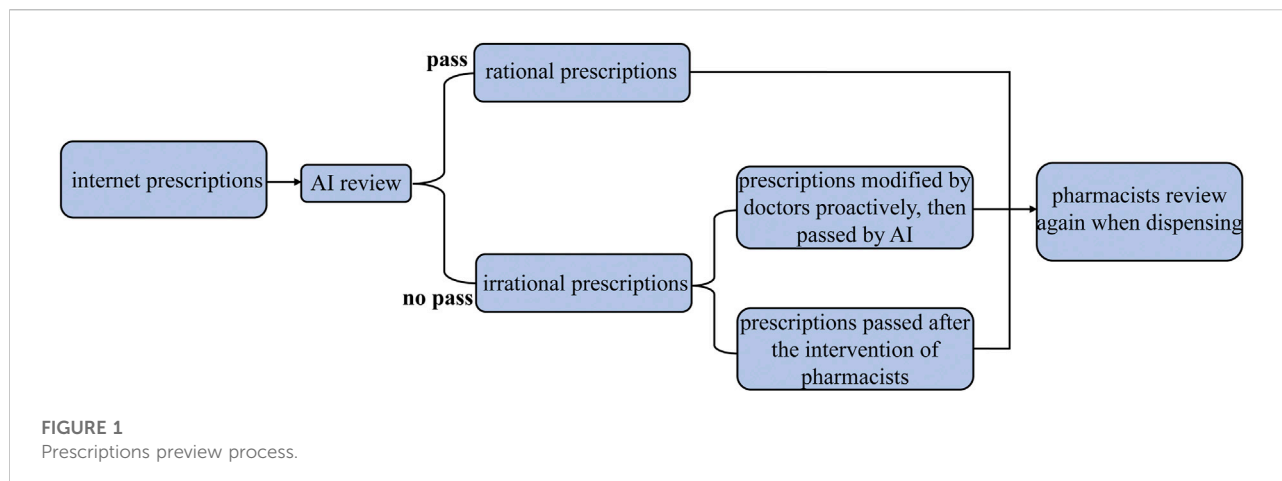 pass
rational prescriptions
internet prescriptions
AI review
prescriptions modified by
doctors proactively, then
passed by AI
pharmacists review
again when dispensing
no pass
irrational prescriptions
prescriptions passed after
the intervention of
pharmacists
FIGURE 1
Prescriptions preview process.